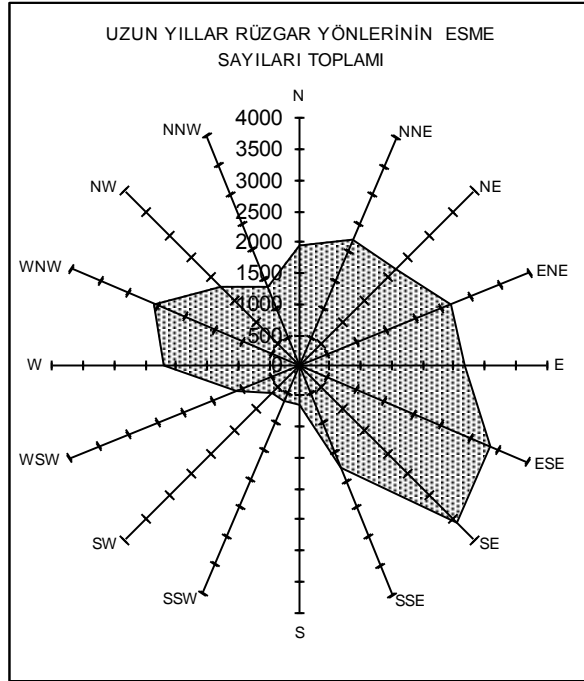 UZUN YILLAR RÜZGAR YÖNLERİNİN ESME
SAYILARI TOPLAMI
N
NNE
NE
ENE
E
ESE
SE
SSE
S
SSW
SW
WSW
W
WNW
NW
NNW
4000
3500
3000
2500
2000
1500
1000
500
0